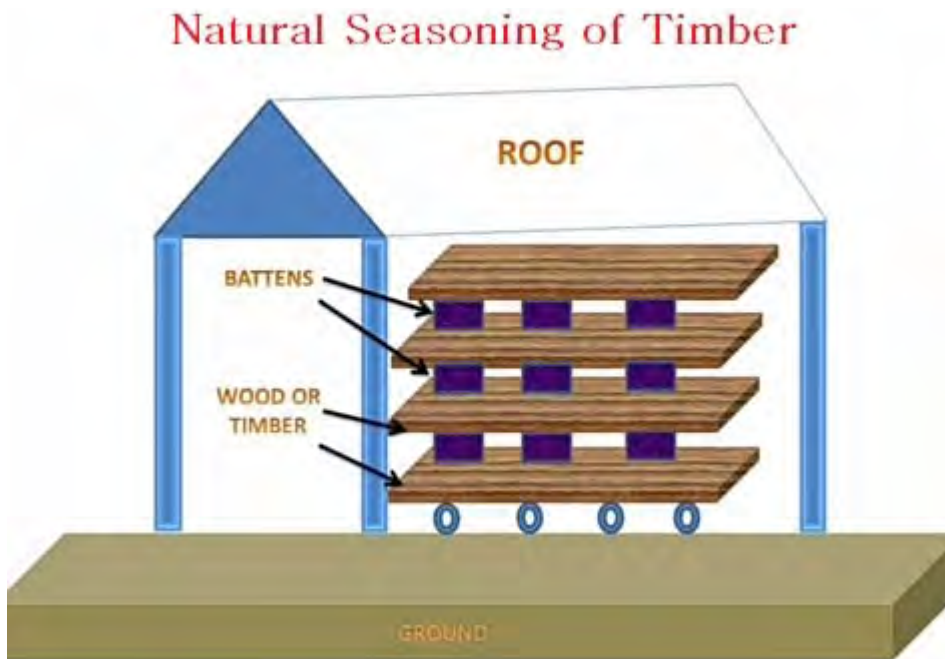 Natural Seasoning of Timber
ROOF
BATTENS
WOOD OR
TIMBER
GROUND